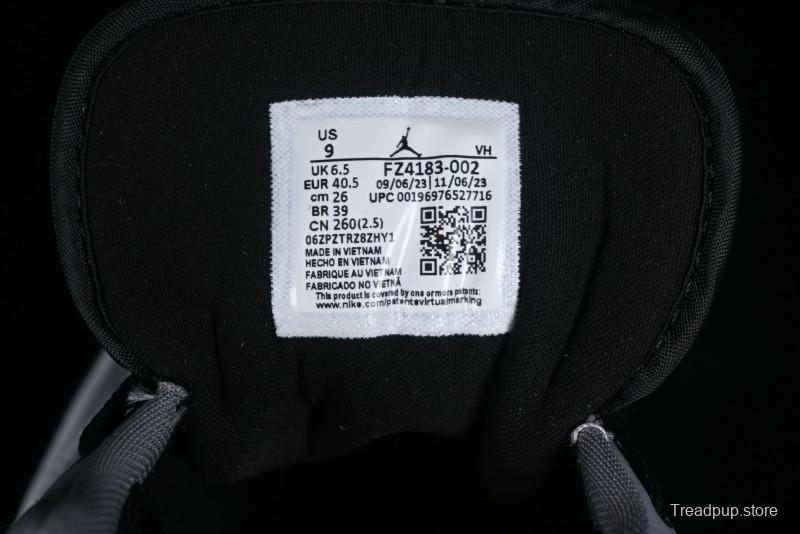 US
9 VH
UK 6.5 FZ4183-002
EUR 40.5 09/06/23 | 11/06/23
cm 26 UPC 00196976527716
BR 39
CN 260(2.5)
06ZPZTRZ8ZHY1
MADE IN VIETNAM
HECHO EN VIETNAM
FABRIQUE AU VIETNAM
FABRICADO NO VIETNÃ
This product is covered by one or more patents:
www.nike.com/patentsvirtualmarking
Treadpup.store